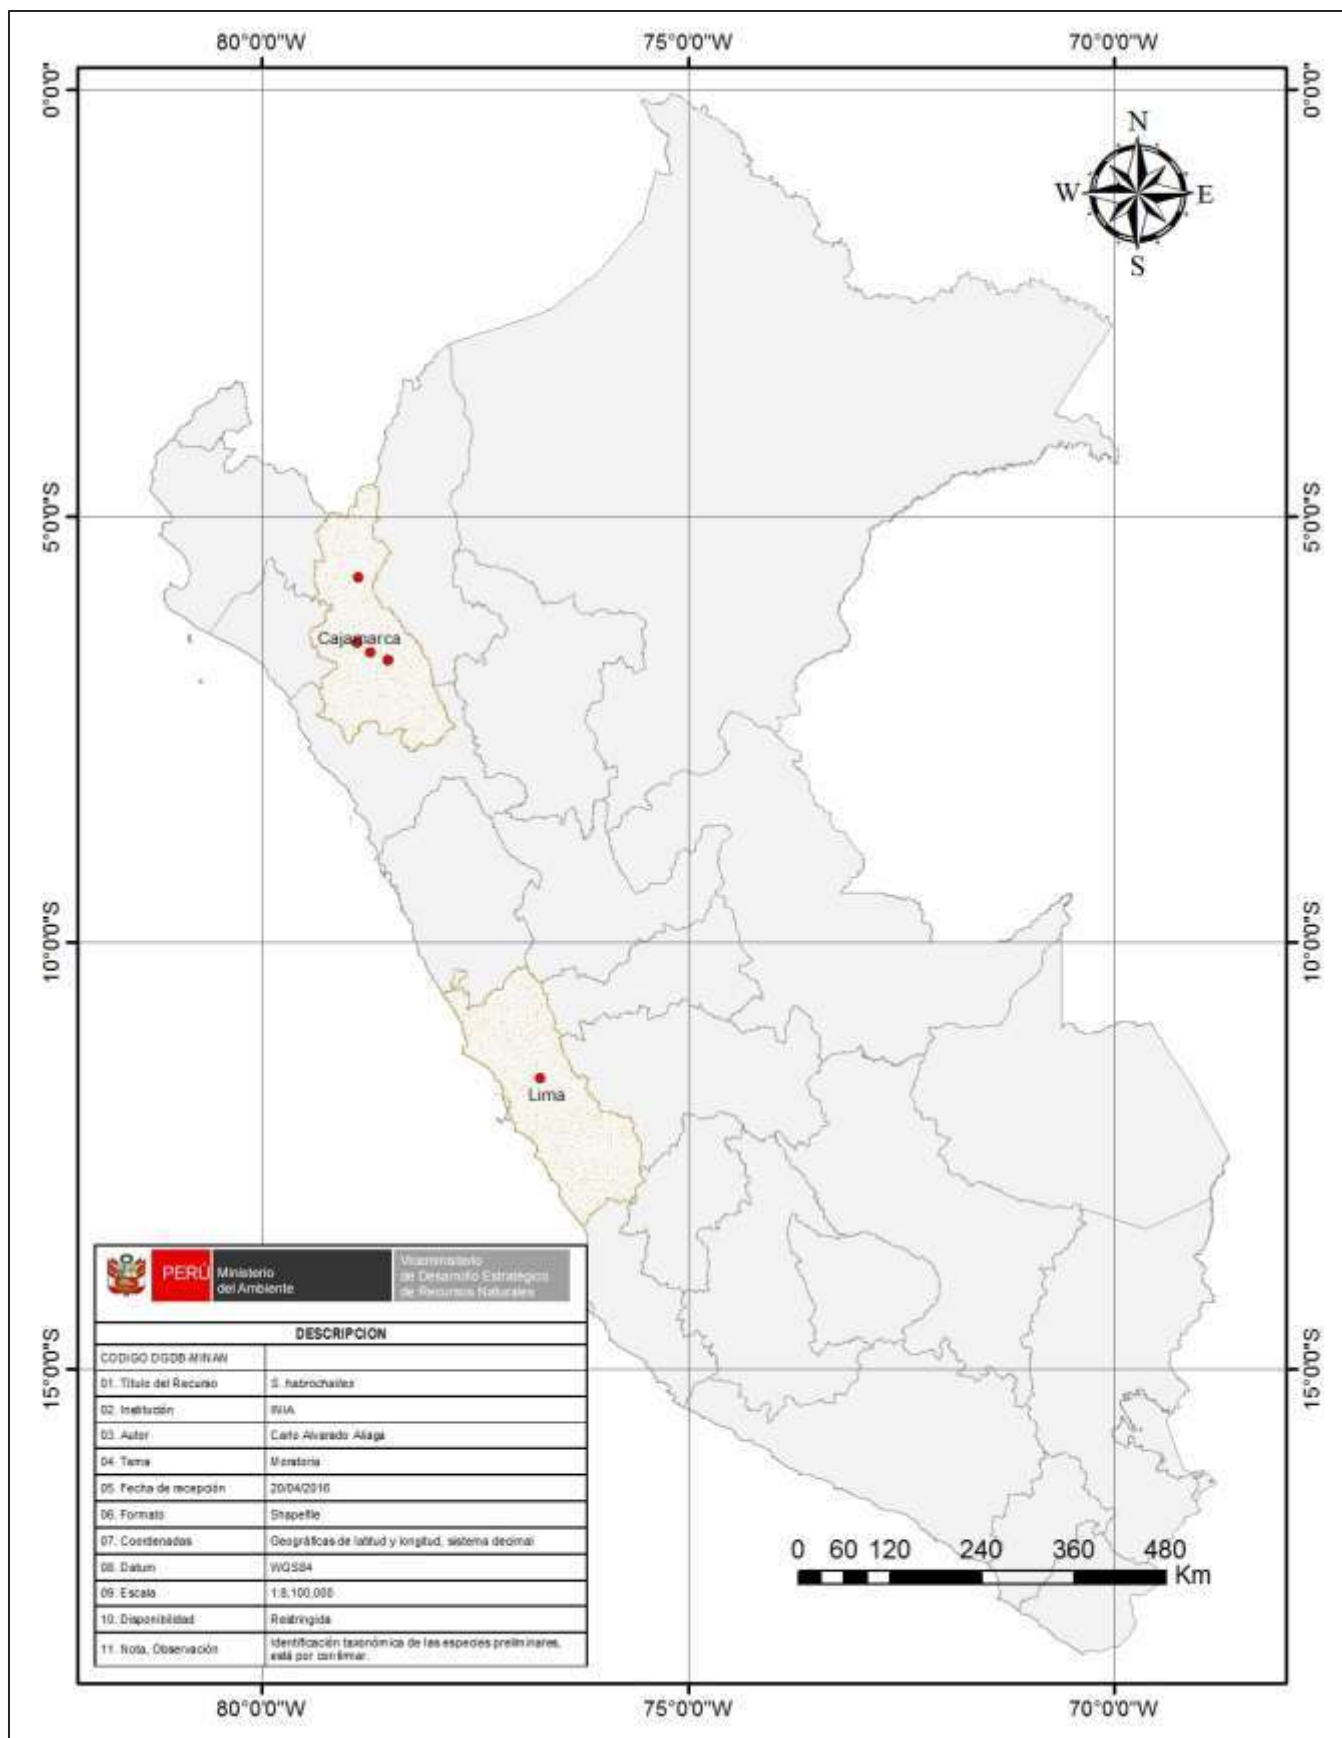 80°0'0"W 75°0'0"W 70°0'0"W
0°0'0" 0°0'0"
N
W E
S
5°0'0"S 5°0'0"S
Cajamarca
10°0'0"S 10°0'0"S
Lima
PERÚ Ministerio del Ambiente
Viceministerio
de Desarrollo Estratégico
de Recursos Naturales
DESCRIPCION
CODIGO DGDB-MINAN
01. Título del Recurso S. habrochaites
02. Institución INIA
03. Autor Carlo Alvarado Aliaga
04. Tema Moratoria
05. Fecha de recepción 20/04/2016
06. Formato Shapefile
07. Coordenadas Geográficas de latitud y longitud, sistema decimal
08. Datum WGS84
09. Escala 1:8,100,000
10. Disponibilidad Restringida
11. Nota, Observación Identificación taxonómica de las especies preliminares,
está por confirmar.
15°0'0"S 15°0'0"S
0 60 120 240 360 480
Km
80°0'0"W 75°0'0"W 70°0'0"W